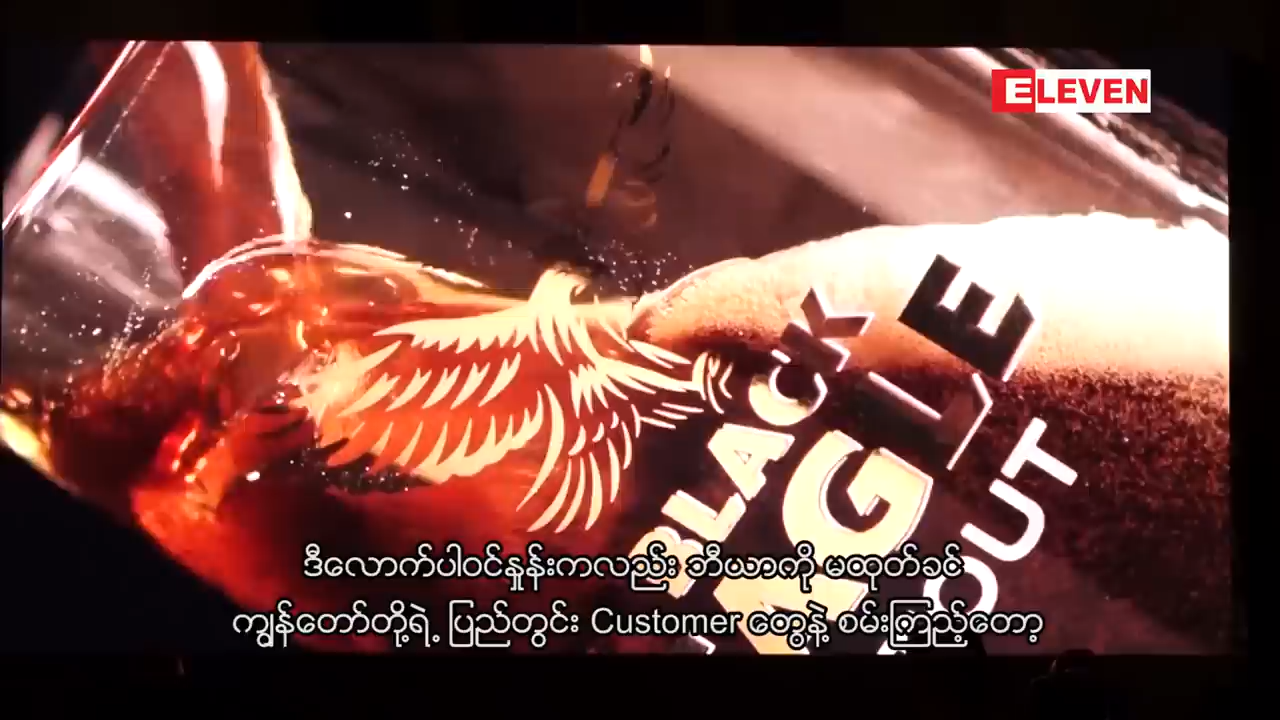 ELEVEN
BLACK
EAGLE
STOUT
ဒီလောက်ပါဝင်နှုန်းကလည်း ဘီယာကို မထုတ်ခင်
ကျွန်တော်တို့ရဲ့ ပြည်တွင်း Customer တွေနဲ့ စမ်းကြည့်တော့